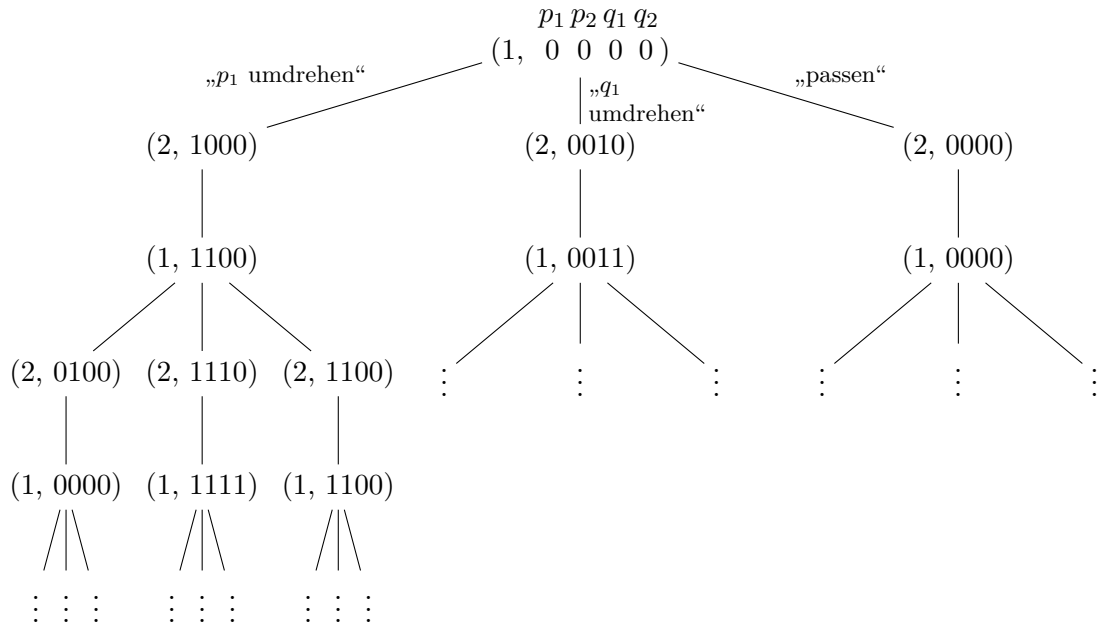 p₁ p₂ q₁ q₂
(1, 0 0 0 0 )
„p₁ umdrehen“
„q₁
umdrehen“
„passen“
(2, 1000) (2, 0010) (2, 0000)
(1, 1100) (1, 0011) (1, 0000)
(2, 0100) (2, 1110) (2, 1100) ⋮ ⋮ ⋮ ⋮ ⋮ ⋮
(1, 0000) (1, 1111) (1, 1100)
⋮ ⋮ ⋮ ⋮ ⋮ ⋮ ⋮ ⋮ ⋮